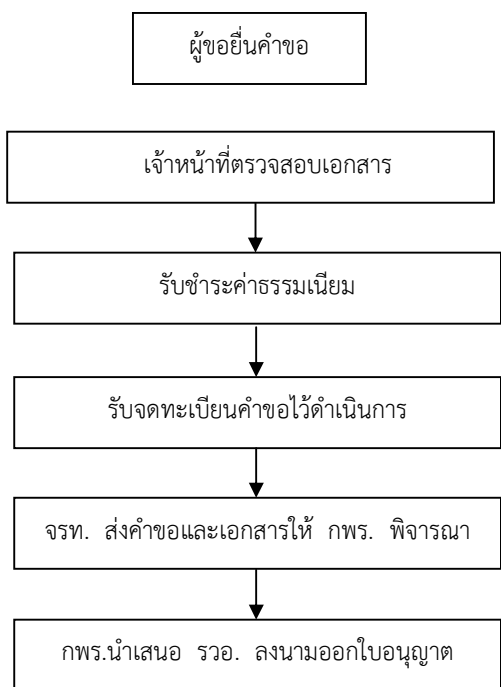 ผู้ขอยื่นคำขอ
เจ้าหน้าที่ตรวจสอบเอกสาร
รับชำระค่าธรรมเนียม
รับจดทะเบียนคำขอไว้ดำเนินการ
จรท. ส่งคำขอและเอกสารให้ กพร. พิจารณา
กพร.นำเสนอ รวอ. ลงนามออกใบอนุญาต